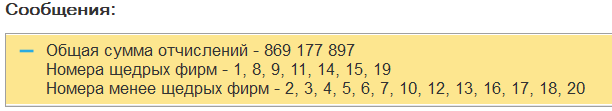 Сообщения:
Общая сумма отчислений - 869 177 897
Номера щедрых фирм - 1, 8, 9, 11, 14, 15, 19
Номера менее щедрых фирм - 2, 3, 4, 5, 6, 7, 10, 12, 13, 16, 17, 18, 20